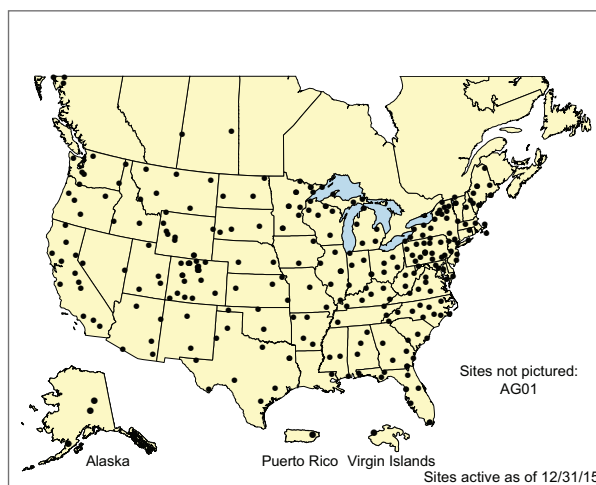 Sites not pictured:
AG01
Alaska
Puerto Rico
Virgin Islands
Sites active as of 12/31/15